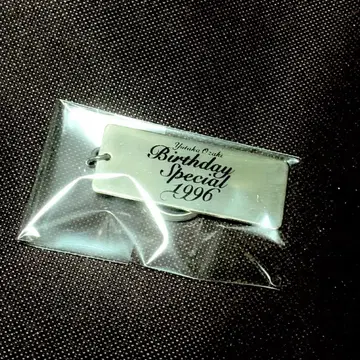 Yutaka Ozaki
Birthday
Special
1996